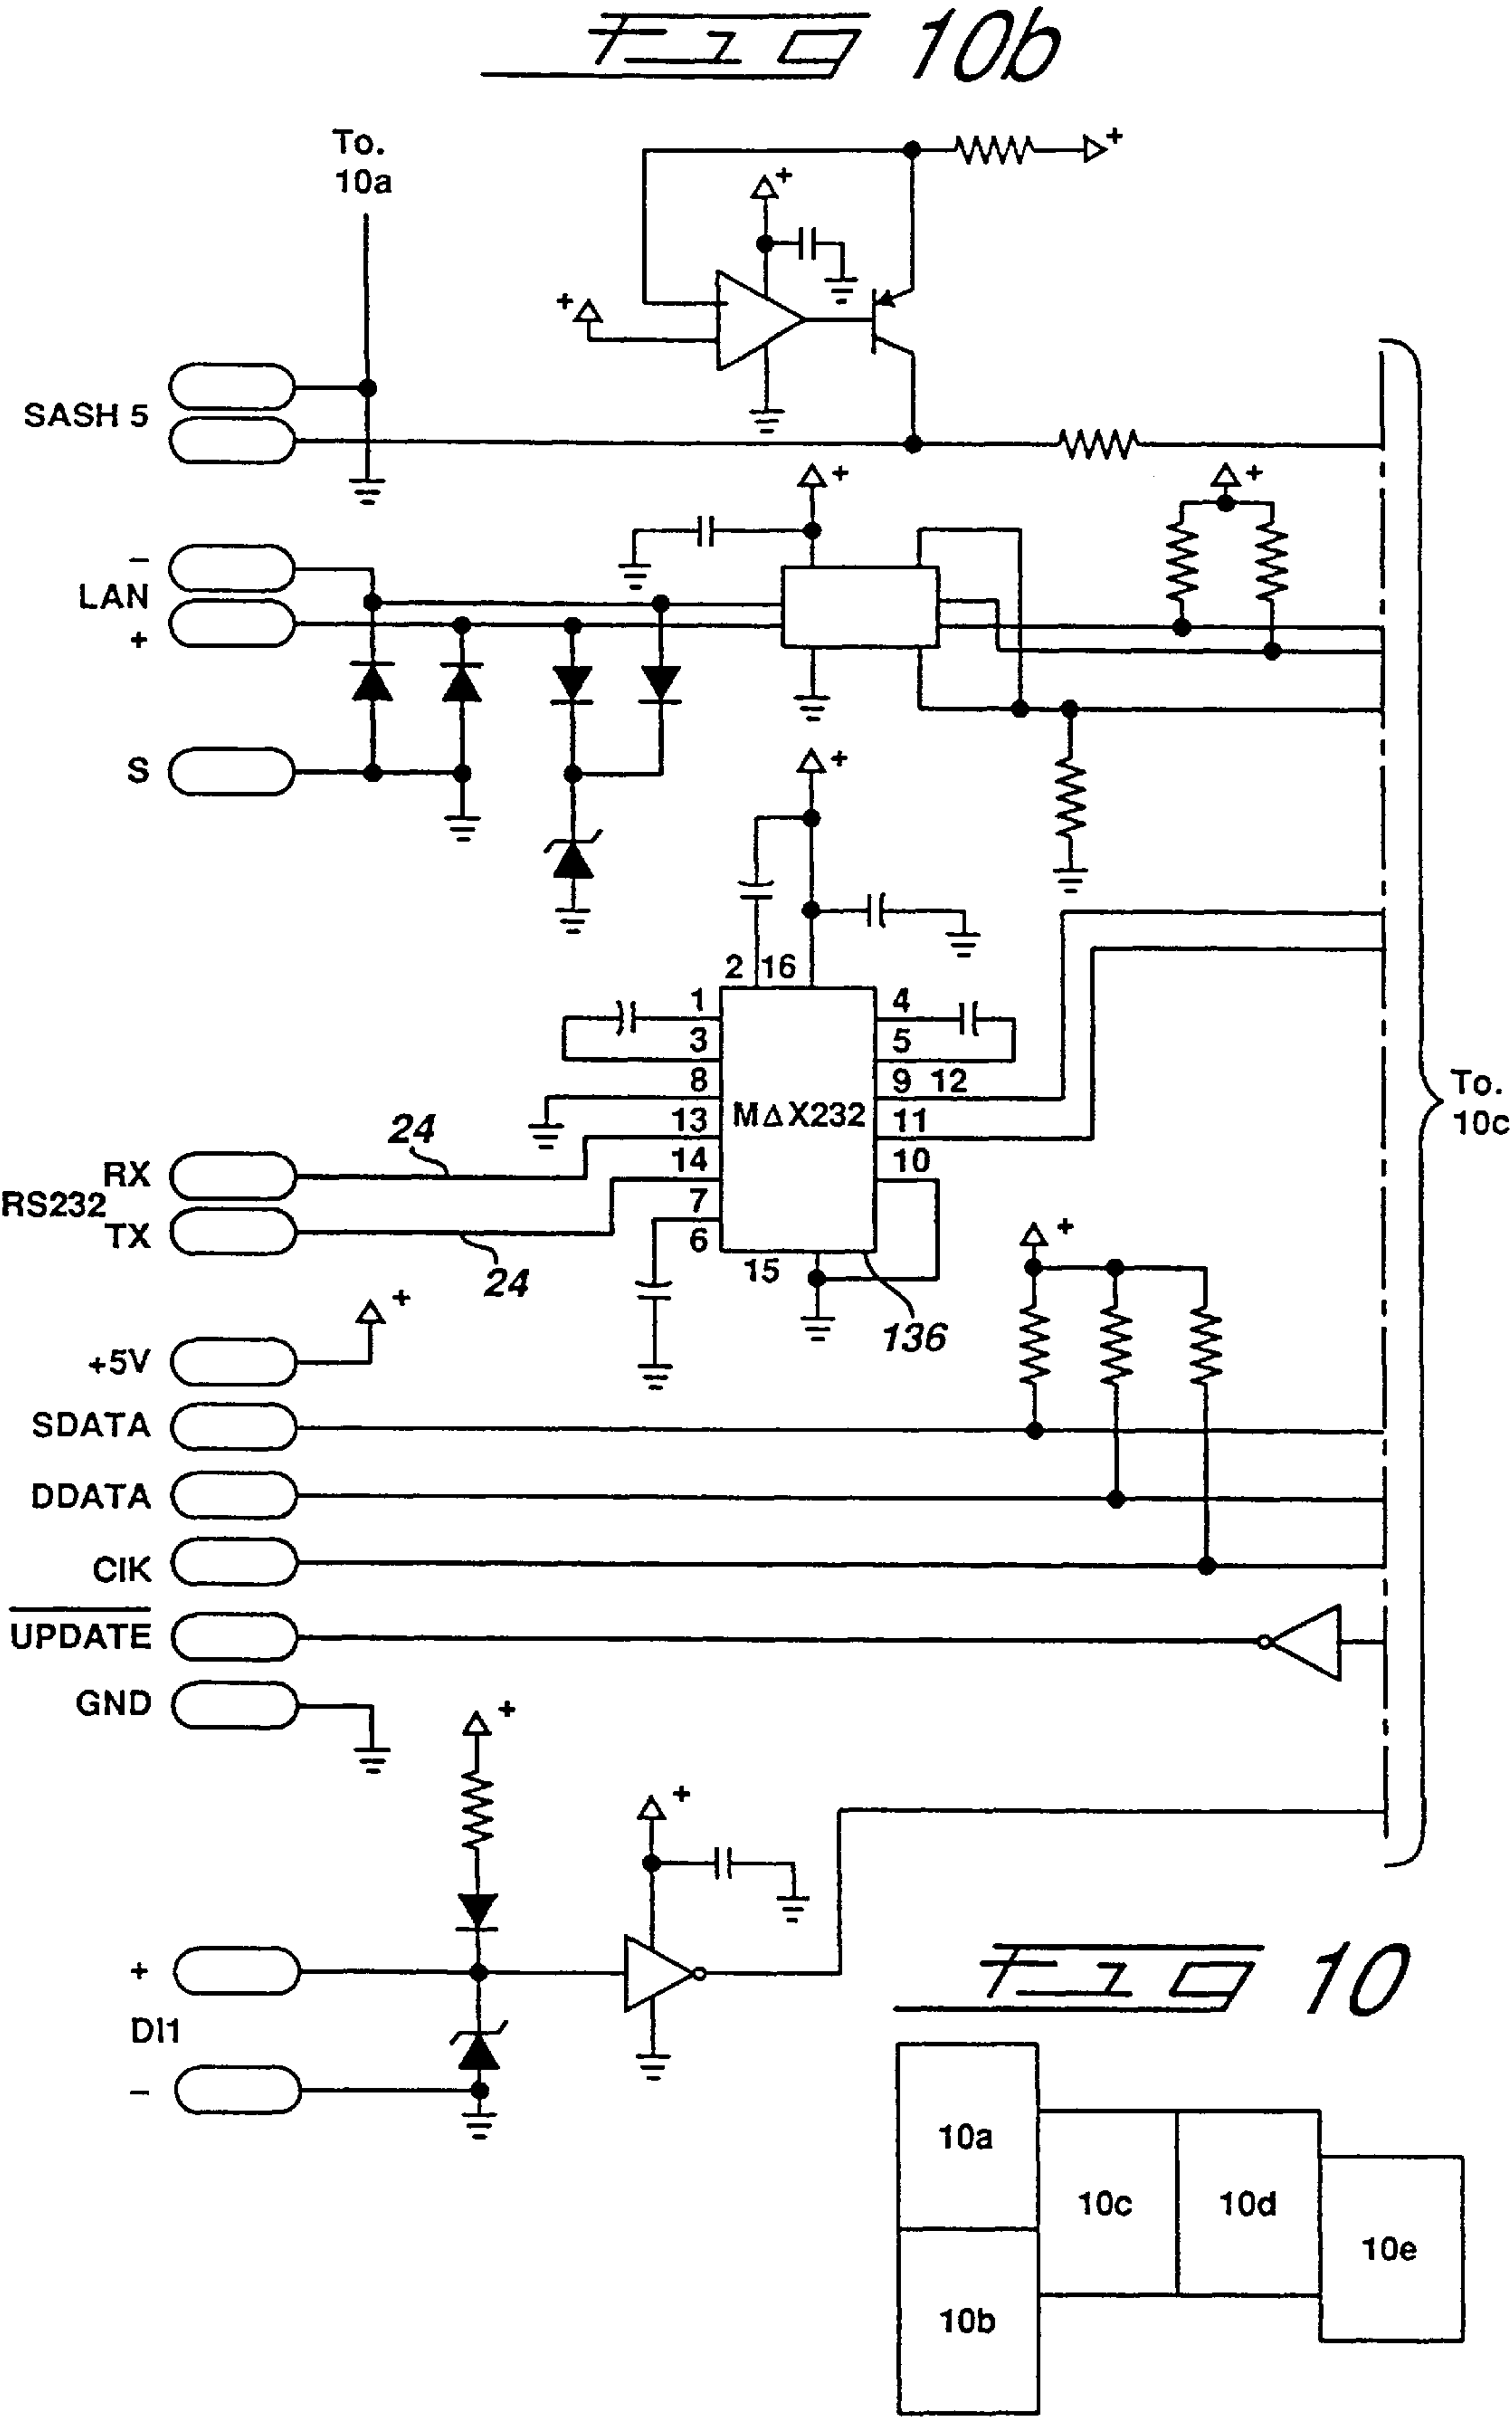 Fig 10b
To.
10a
+
+
+
SASH 5
+
+
−
LAN
+
S
+
2 16
1
4
3
5
8
9 12
MΔX232
13
11
24
14
10
RX
RS232
TX
7
6
24
15
136
To.
10c
+
+
+5V
SDATA
DDATA
ClK
UPDATE
GND
+
+
+
DI1
−
Fig 10
10a
10c
10d
10e
10b